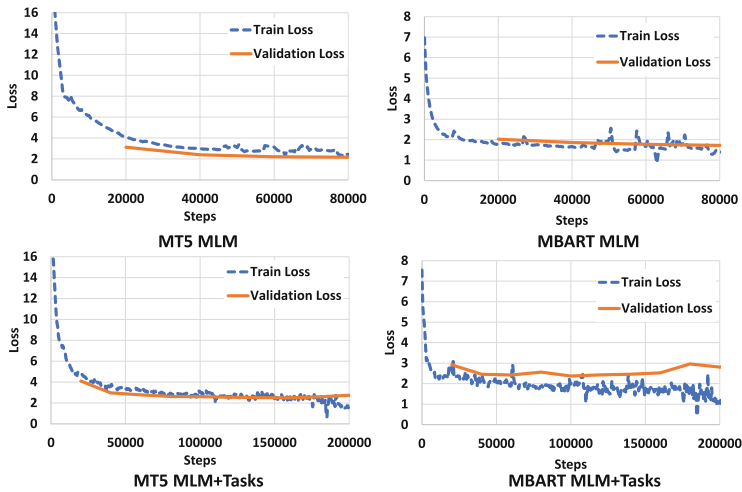 16
14
12
10
8
6
4
2
0
Loss
Train Loss
Validation Loss
0 20000 40000 60000 80000
Steps
MT5 MLM
8
7
6
5
4
3
2
1
0
Loss
Train Loss
Validation Loss
0 20000 40000 60000 80000
Steps
MBART MLM
16
14
12
10
8
6
4
2
0
Loss
Train Loss
Validation Loss
0 50000 100000 150000 200000
Steps
MT5 MLM+Tasks
8
7
6
5
4
3
2
1
0
Loss
Train Loss
Validation Loss
0 50000 100000 150000 200000
Steps
MBART MLM+Tasks